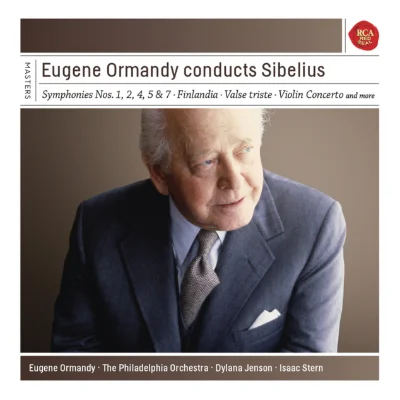 RCA
RED
SEAL
MASTERS
Eugene Ormandy conducts Sibelius
Symphonies Nos. 1, 2, 4, 5 & 7 · Finlandia · Valse triste · Violin Concerto and more
Eugene Ormandy · The Philadelphia Orchestra · Dylana Jenson · Isaac Stern